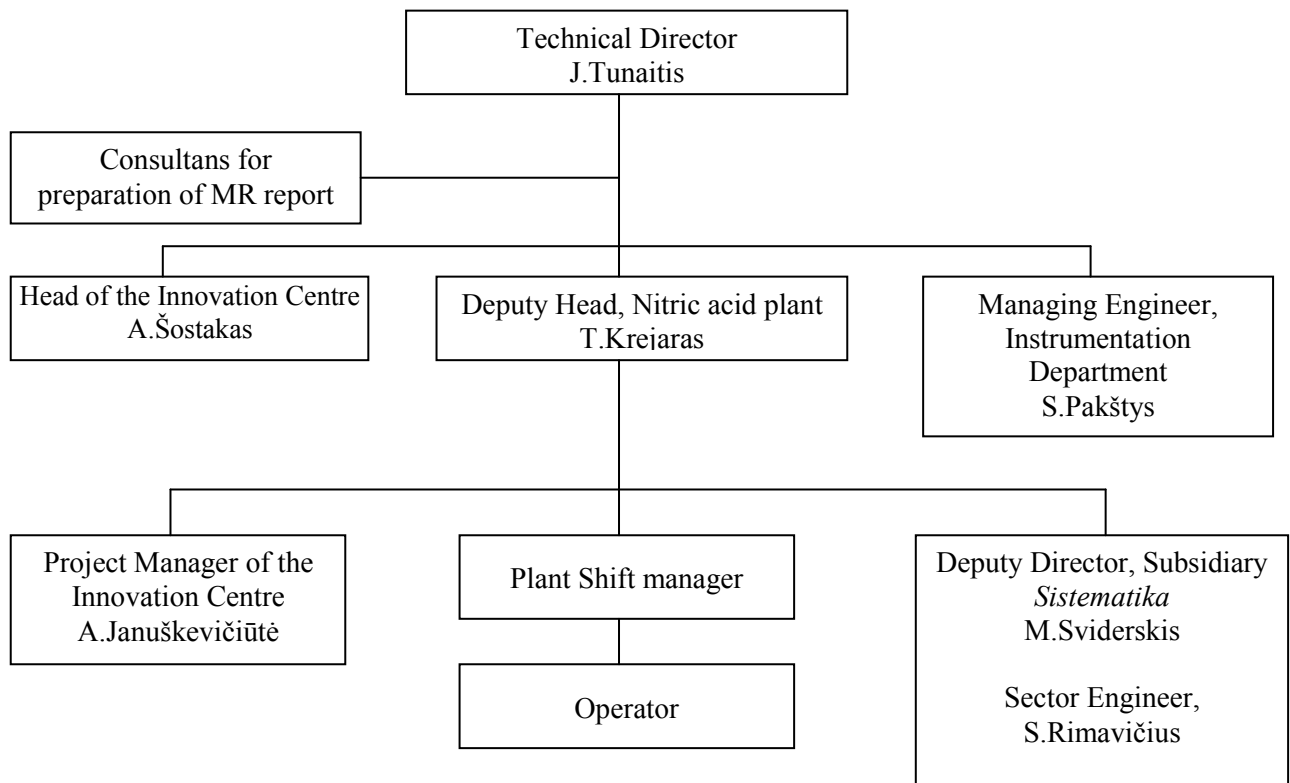 Technical Director
J.Tunaitis
Consultans for
preparation of MR report
Head of the Innovation Centre
A.Šostakas
Deputy Head, Nitric acid plant
T.Krejaras
Managing Engineer,
Instrumentation
Department
S.Pakštys
Project Manager of the
Innovation Centre
A.Januškevičiūtė
Plant Shift manager
Operator
Deputy Director, Subsidiary
Sistematika
M.Sviderskis
Sector Engineer,
S.Rimavičius